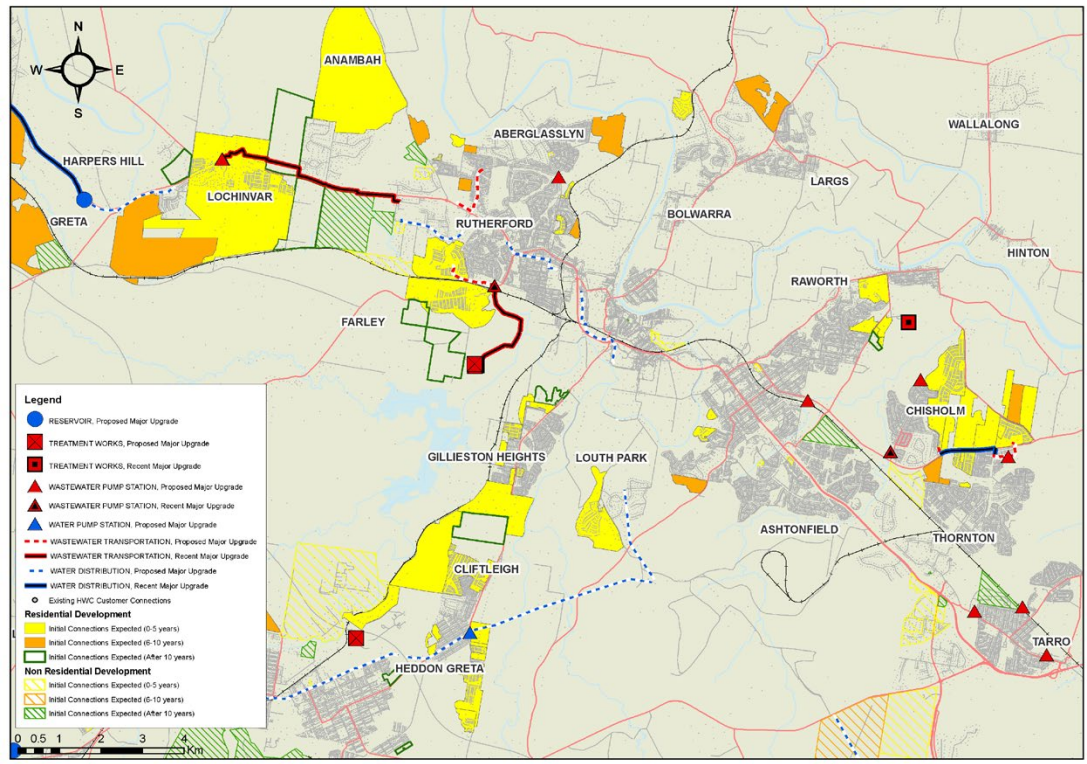 N
W E
S
ANAMBAH
ABERGLASSLYN
WALLALONG
HARPERS HILL
LARGS
LOCHINVAR
BOLWARRA
GRETA
RUTHERFORD
HINTON
RAWORTH
FARLEY
CHISHOLM
GILLIESTON HEIGHTS
LOUTH PARK
ASHTONFIELD
THORNTON
CLIFTLEIGH
TARRO
HEDDON GRETA
Legend
RESERVOIR, Proposed Major Upgrade
TREATMENT WORKS, Proposed Major Upgrade
TREATMENT WORKS, Recent Major Upgrade
WASTEWATER PUMP STATION, Proposed Major Upgrade
WASTEWATER PUMP STATION, Recent Major Upgrade
WATER PUMP STATION, Proposed Major Upgrade
WASTEWATER TRANSPORTATION, Proposed Major Upgrade
WASTEWATER TRANSPORTATION, Recent Major Upgrade
WATER DISTRIBUTION, Proposed Major Upgrade
WATER DISTRIBUTION, Recent Major Upgrade
Existing HWC Customer Connections
Residential Development
Initial Connections Expected (0-5 years)
Initial Connections Expected (6-10 years)
Initial Connections Expected (After 10 years)
Non Residential Development
Initial Connections Expected (0-5 years)
Initial Connections Expected (6-10 years)
Initial Connections Expected (After 10 years)
0 0.5 1 2 3 4
Km